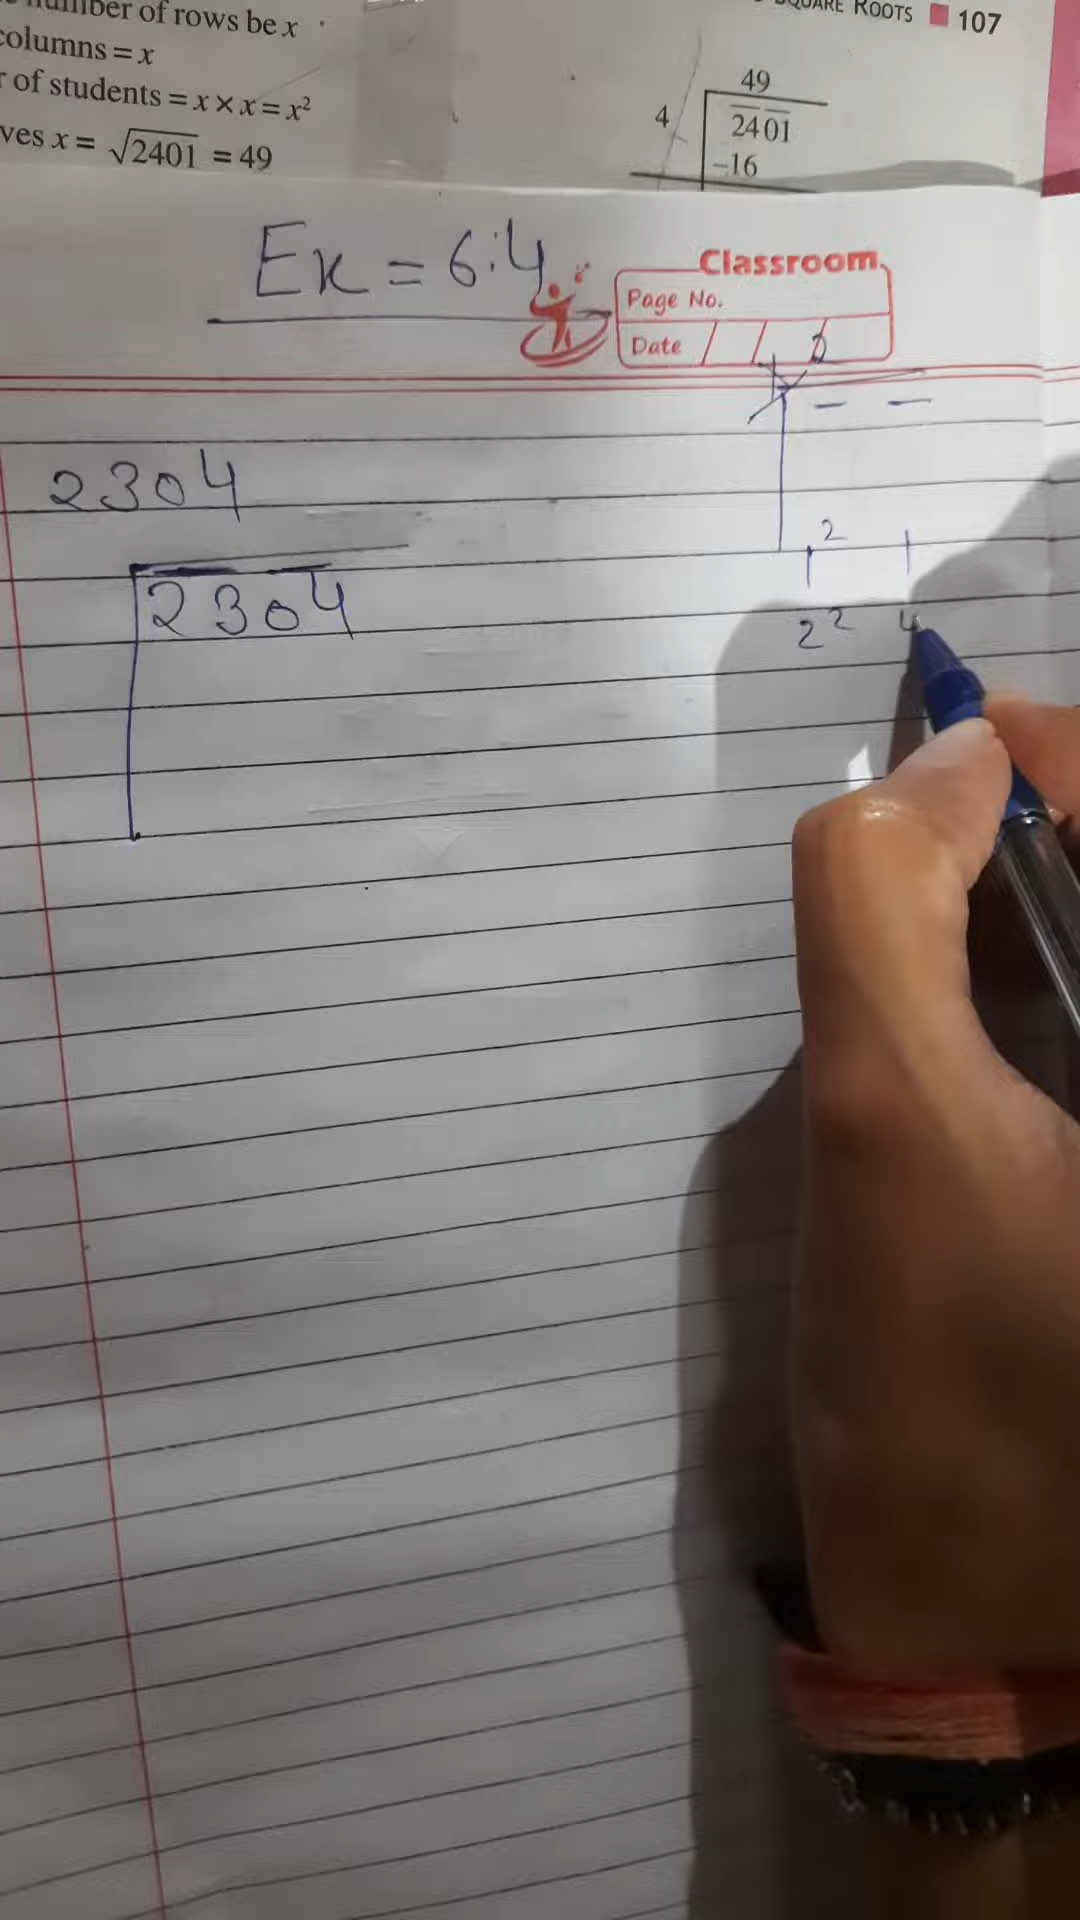 number of rows be x
columns = x
of students = x × x = x²
ves x = √2401 = 49
SQUARE ROOTS 107
49
4 2401
–16
Ex = 6.4
Classroom
Page No.
Date / / /
2304
2304
1² 1
2² 4